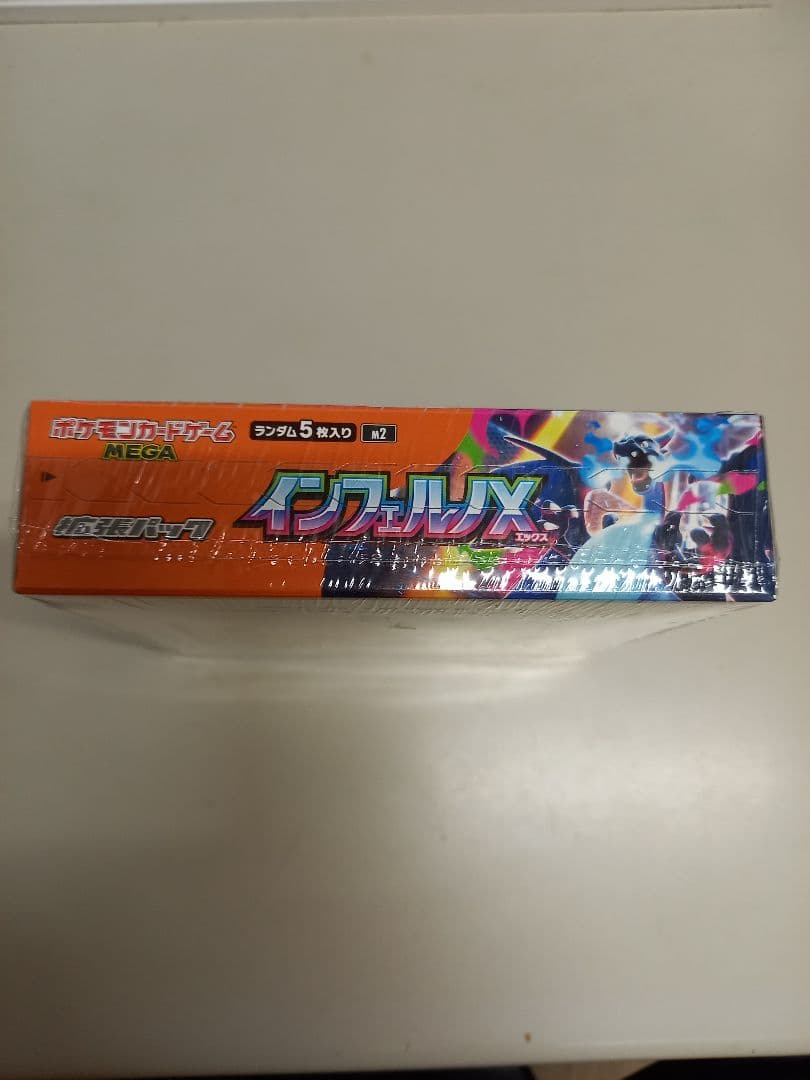 ポケモンカードゲーム
MEGA
ランダム5枚入り
M2
拡張パック
インフェルノX
エックス